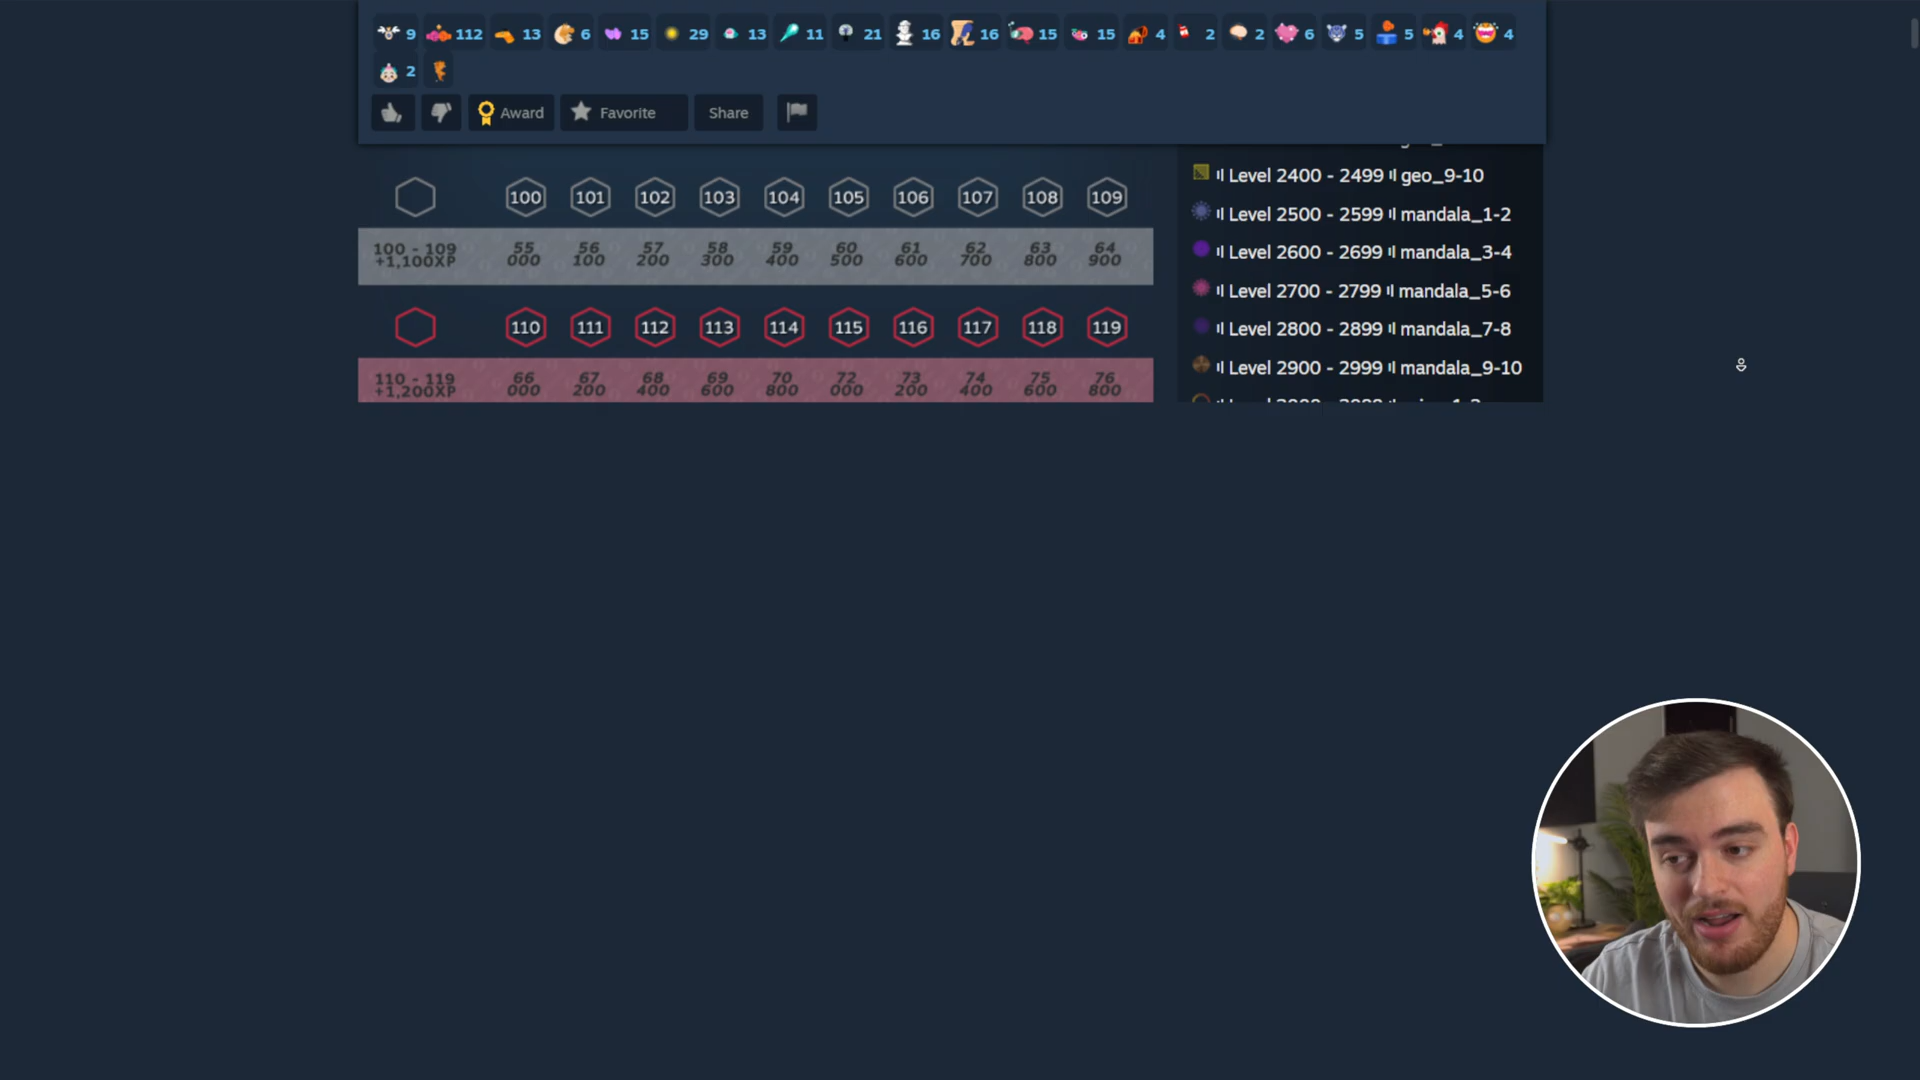 9 112 13 6 15 29 13 11 21 16 16 15 15 4 2 2 6 5 5 4 4
2
Award Favorite Share
100 101 102 103 104 105 106 107 108 109
100 - 109 55 56 57 58 59 60 61 62 63 64
+1,100XP 000 100 200 300 400 500 600 700 800 900
110 111 112 113 114 115 116 117 118 119
110 - 119 66 67 68 69 70 72 73 74 75 76
+1,200XP 000 200 400 600 800 000 200 400 600 800
Level 2400 - 2499 geo_9-10
Level 2500 - 2599 mandala_1-2
Level 2600 - 2699 mandala_3-4
Level 2700 - 2799 mandala_5-6
Level 2800 - 2899 mandala_7-8
Level 2900 - 2999 mandala_9-10